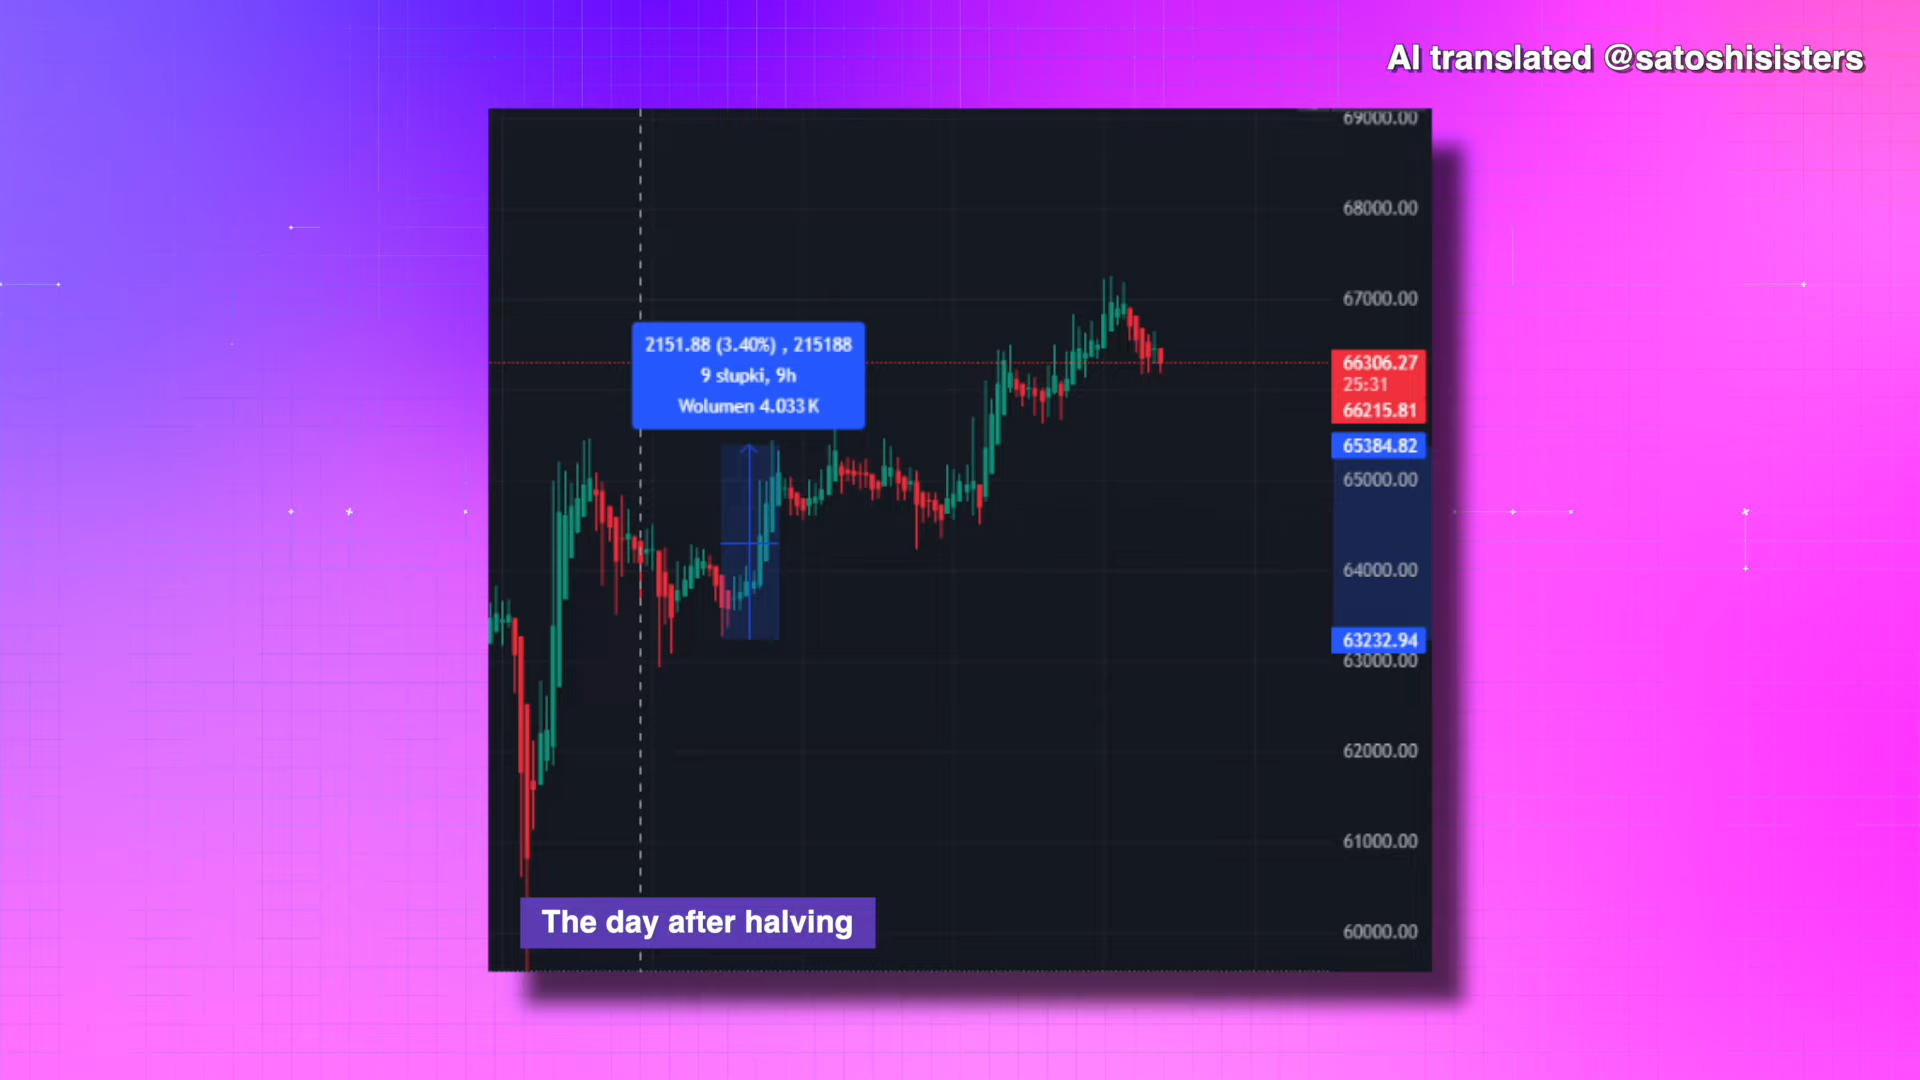 AI translated @satoshisisters
69000.00
68000.00
67000.00
2151.88 (3.40%) , 215188
9 słupki, 9h
Wolumen 4.033 K
66306.27
25:31
66215.81
65384.82
65000.00
64000.00
63232.94
63000.00
62000.00
61000.00
The day after halving
60000.00